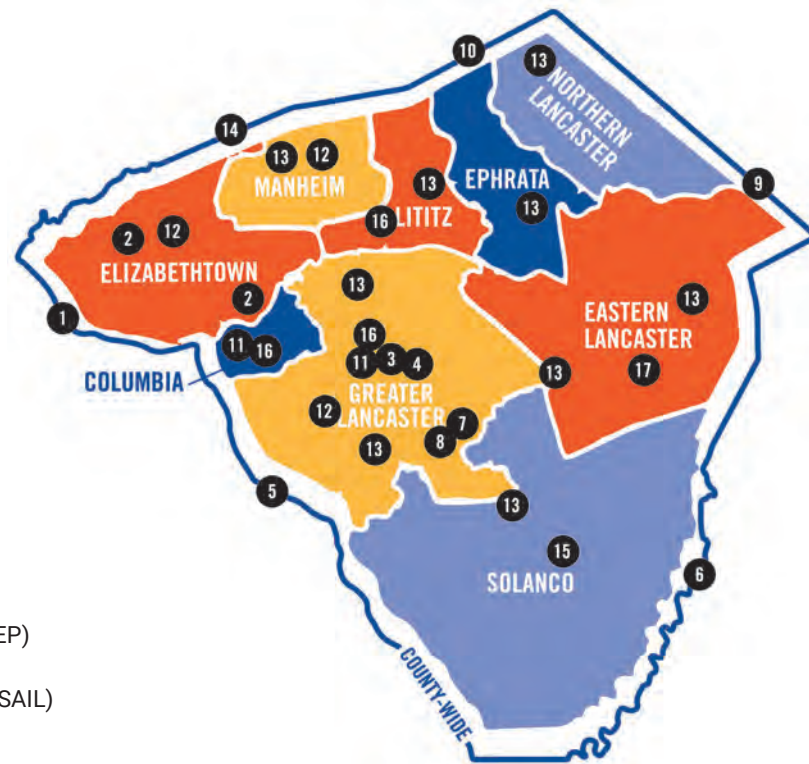 10
13
NORTHERN
LANCASTER
14
13
12
MANHEIM
13
EPHRATA
9
16
LITITZ
13
2
12
ELIZABETHTOWN
2
13
13
EASTERN
LANCASTER
1
16
11
16
11
3
4
13
17
COLUMBIA
GREATER
LANCASTER
12
7
8
13
5
13
15
SOLANCO
6
EP)
COUNTY-WIDE
SAIL)